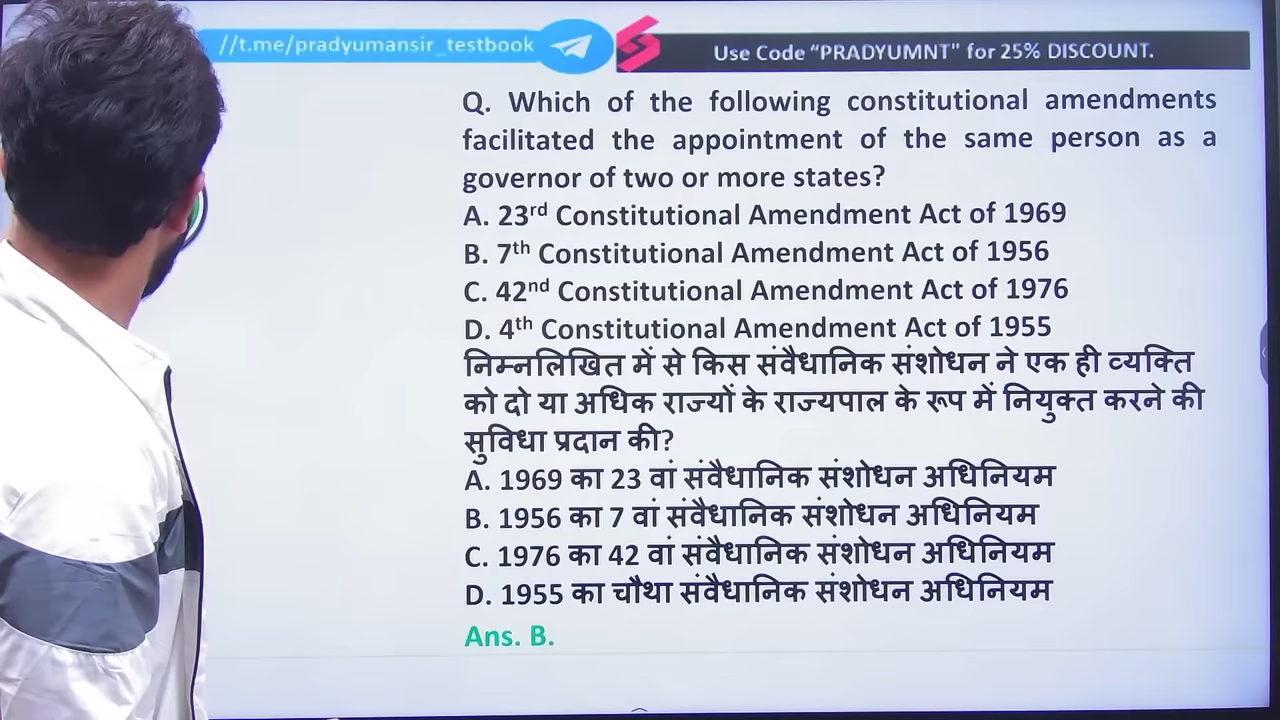 //t.me/pradyumansir_testbook
Use Code “PRADYUMNT" for 25% DISCOUNT.
Q. Which of the following constitutional amendments
facilitated the appointment of the same person as a
governor of two or more states?
A. 23rd Constitutional Amendment Act of 1969
B. 7th Constitutional Amendment Act of 1956
C. 42nd Constitutional Amendment Act of 1976
D. 4th Constitutional Amendment Act of 1955
निम्नलिखित में से किस संवैधानिक संशोधन ने एक ही व्यक्ति
को दो या अधिक राज्यों के राज्यपाल के रूप में नियुक्त करने की
सुविधा प्रदान की?
A. 1969 का 23 वां संवैधानिक संशोधन अधिनियम
B. 1956 का 7 वां संवैधानिक संशोधन अधिनियम
C. 1976 का 42 वां संवैधानिक संशोधन अधिनियम
D. 1955 का चौथा संवैधानिक संशोधन अधिनियम
Ans. B.